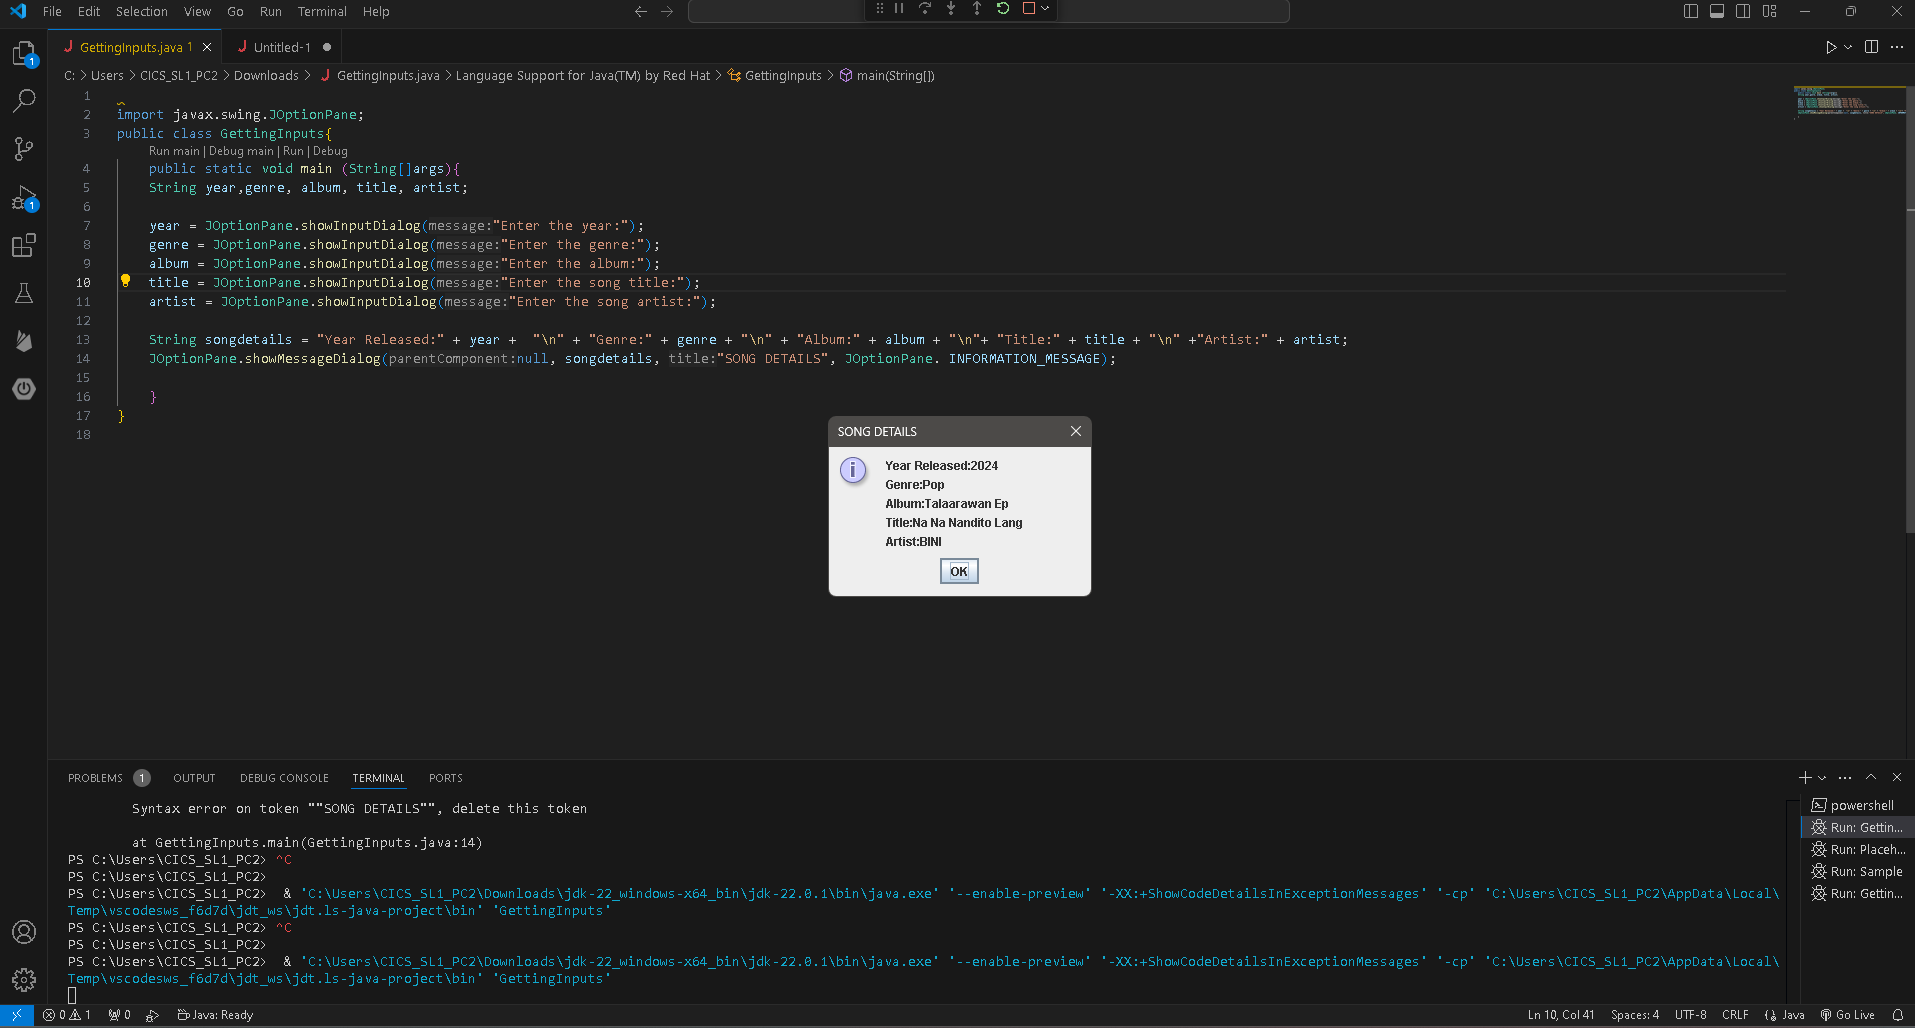 File Edit Selection View Go Run Terminal Help
GettingInputs.java 1 Untitled-1
C: > Users > CICS_SL1_PC2 > Downloads > GettingInputs.java > Language Support for Java(TM) by Red Hat > GettingInputs > main(String[])
1
2 import javax.swing.JOptionPane;
3 public class GettingInputs{
Run main | Debug main | Run | Debug
4 public static void main (String[]args){
5 String year,genre, album, title, artist;
6
7 year = JOptionPane.showInputDialog(message:"Enter the year:");
8 genre = JOptionPane.showInputDialog(message:"Enter the genre:");
9 album = JOptionPane.showInputDialog(message:"Enter the album:");
10 title = JOptionPane.showInputDialog(message:"Enter the song title:");
11 artist = JOptionPane.showInputDialog(message:"Enter the song artist:");
12
13 String songdetails = "Year Released:" + year +  "\n" + "Genre:" + genre + "\n" + "Album:" + album + "\n"+ "Title:" + title + "\n" +"Artist:" + artist;
14 JOptionPane.showMessageDialog(parentComponent:null, songdetails, title:"SONG DETAILS", JOptionPane. INFORMATION_MESSAGE);
15
16 }
17 }
18
SONG DETAILS
Year Released:2024
Genre:Pop
Album:Talaarawan Ep
Title:Na Na Nandito Lang
Artist:BINI
OK
PROBLEMS 1 OUTPUT DEBUG CONSOLE TERMINAL PORTS
Syntax error on token ""SONG DETAILS"", delete this token
at GettingInputs.main(GettingInputs.java:14)
PS C:\Users\CICS_SL1_PC2> ^C
PS C:\Users\CICS_SL1_PC2>
PS C:\Users\CICS_SL1_PC2>  & 'C:\Users\CICS_SL1_PC2\Downloads\jdk-22_windows-x64_bin\jdk-22.0.1\bin\java.exe' '--enable-preview' '-XX:+ShowCodeDetailsInExceptionMessages' '-cp' 'C:\Users\CICS_SL1_PC2\AppData\Local\
Temp\vscodesws_f6d7d\jdt_ws\jdt.ls-java-project\bin' 'GettingInputs'
PS C:\Users\CICS_SL1_PC2> ^C
PS C:\Users\CICS_SL1_PC2>
PS C:\Users\CICS_SL1_PC2>  & 'C:\Users\CICS_SL1_PC2\Downloads\jdk-22_windows-x64_bin\jdk-22.0.1\bin\java.exe' '--enable-preview' '-XX:+ShowCodeDetailsInExceptionMessages' '-cp' 'C:\Users\CICS_SL1_PC2\AppData\Local\
Temp\vscodesws_f6d7d\jdt_ws\jdt.ls-java-project\bin' 'GettingInputs'
powershell
Run: Gettin...
Run: Placeh...
Run: Sample
Run: Gettin...
1
1
0 1 0 Java: Ready Ln 10, Col 41 Spaces: 4 UTF-8 CRLF Java Go Live